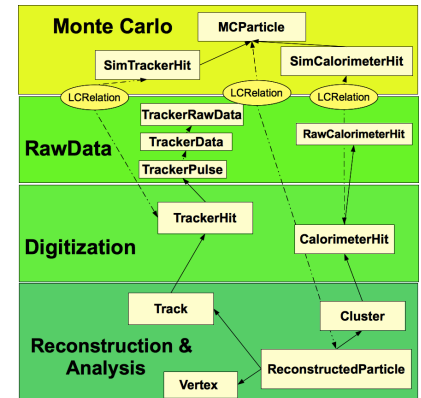 Monte Carlo
MCParticle
SimTrackerHit
SimCalorimeterHit
LCRelation
LCRelation
LCRelation
TrackerRawData
RawCalorimeterHit
TrackerData
RawData
TrackerPulse
TrackerHit
CalorimeterHit
Digitization
Track
Cluster
Reconstruction &
Analysis
ReconstructedParticle
Vertex